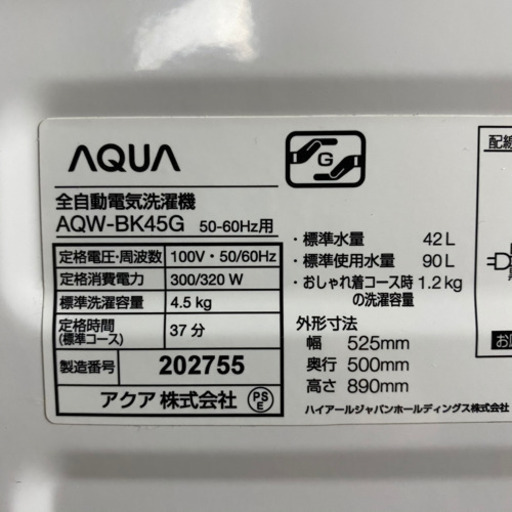 AQUA
全自動電気洗濯機
AQW-BK45G 50-60Hz用
定格電圧・周波数 100V・50/60Hz
定格消費電力 300/320 W
標準洗濯容量 4.5 kg
定格時間 37 分
(標準コース)
製造番号 202755
アクア 株式会社 PS E
G
・標準水量 42 L
・標準使用水量 90 L
・おしゃれ着コース時 1.2 kg
の洗濯容量
外形寸法
幅 525mm
奥行 500mm
高さ 890mm
ハイアールジャパンホールディングス株式会社
配線